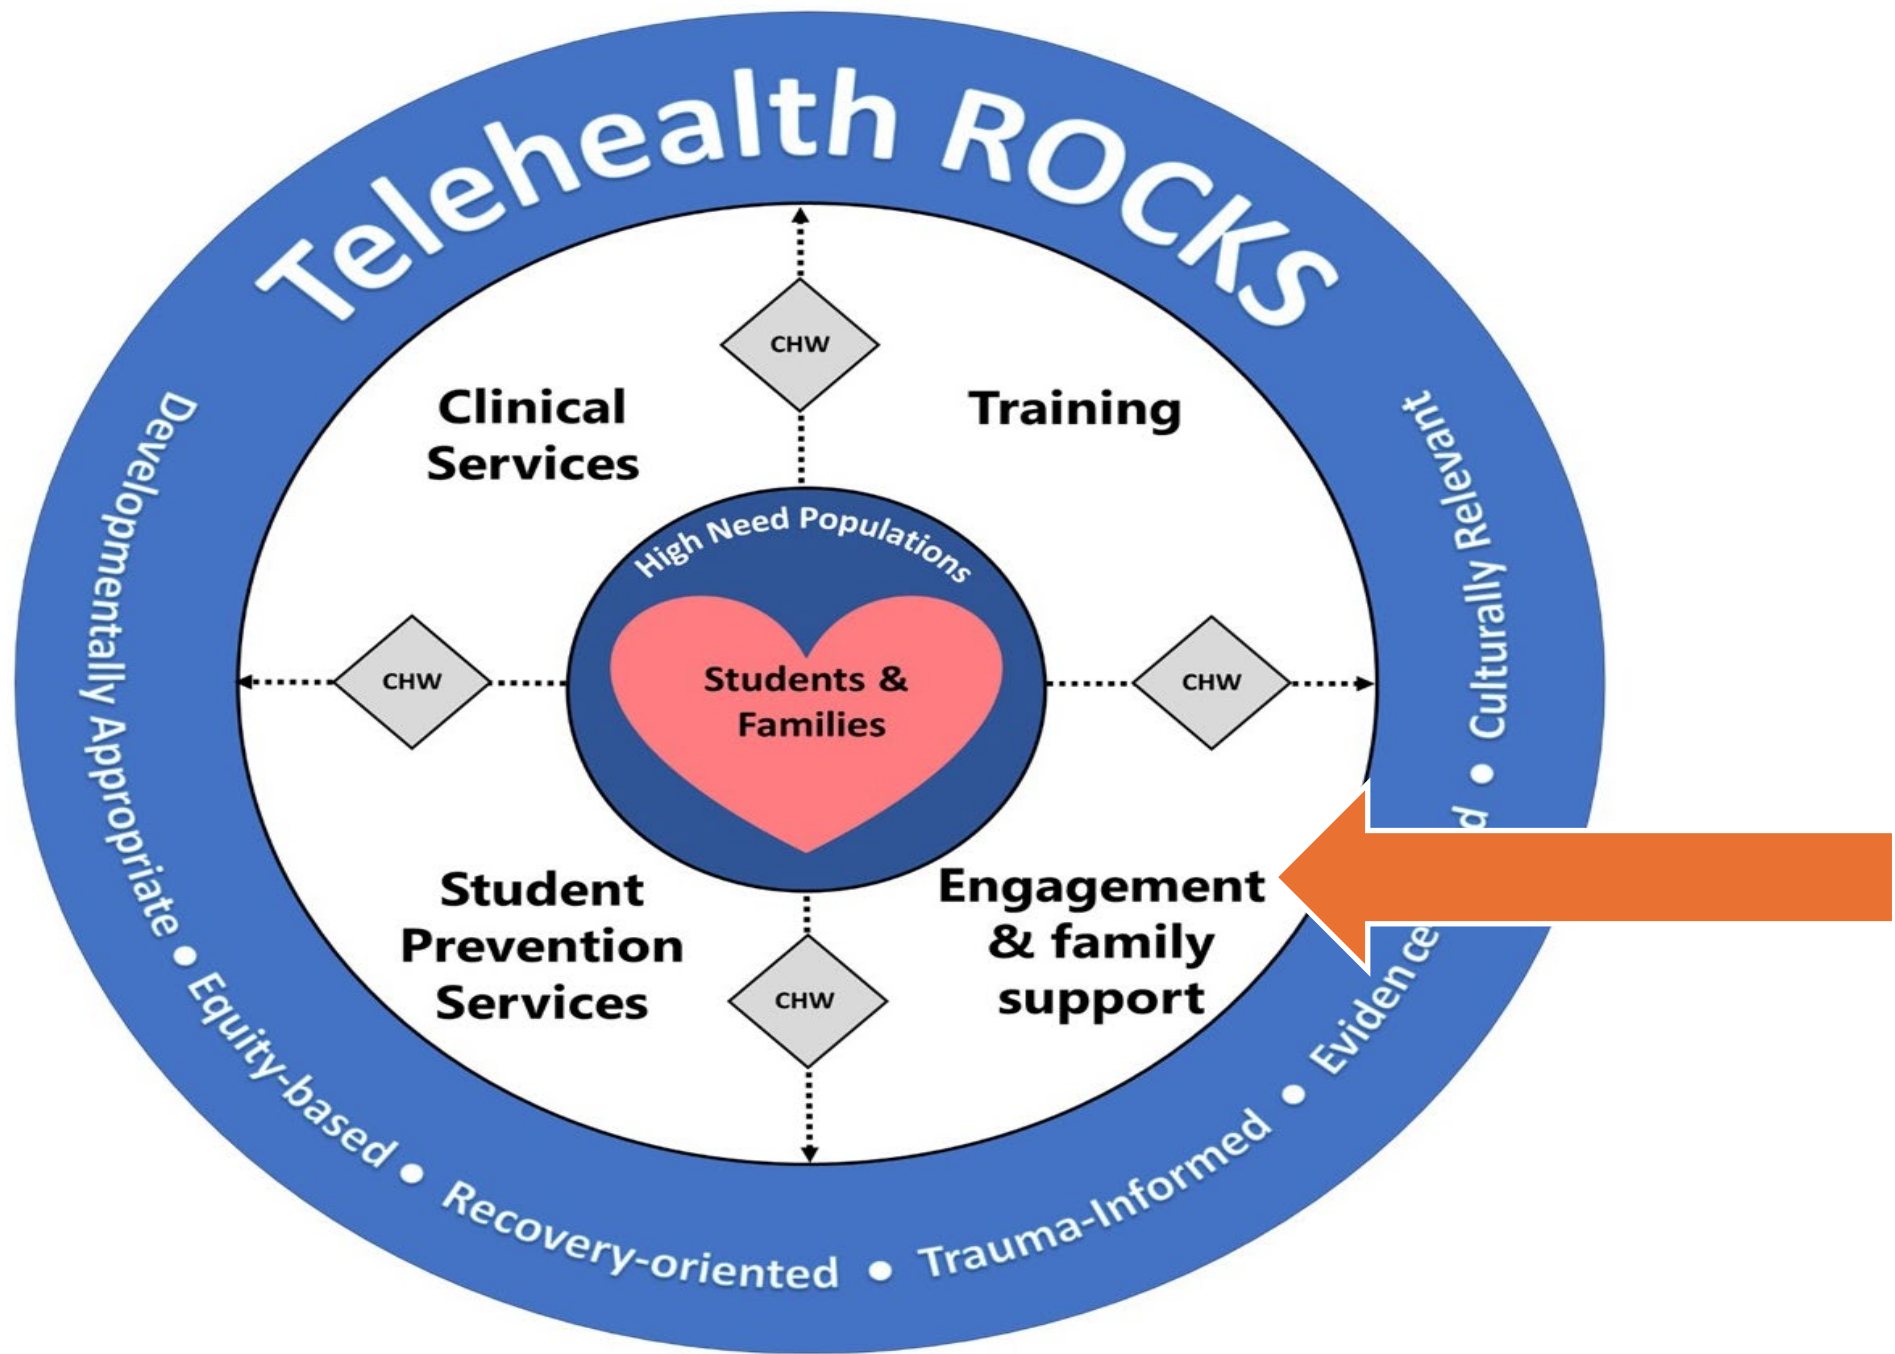 Telehealth ROCKS
CHW
Clinical
Services
Training
High Need Populations
CHW
Students &
Families
CHW
Student
Prevention
Services
Engagement
& family
support
CHW
Developmentally Appropriate • Equity-based • Recovery-oriented • Trauma-Informed • Evidence d • Culturally Relevant